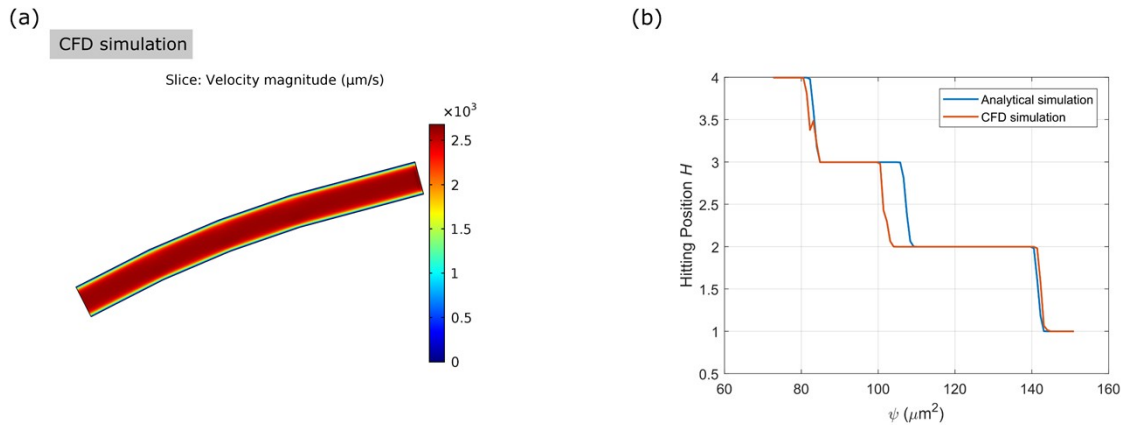 (a)
CFD simulation
Slice: Velocity magnitude (µm/s)
×10³
2.5
2
1.5
1
0.5
0
(b)
4
3.5
3
2.5
2
1.5
1
0.5
Hitting Position H
Analytical simulation
CFD simulation
60
80
100
120
140
160
ψ (μm²)